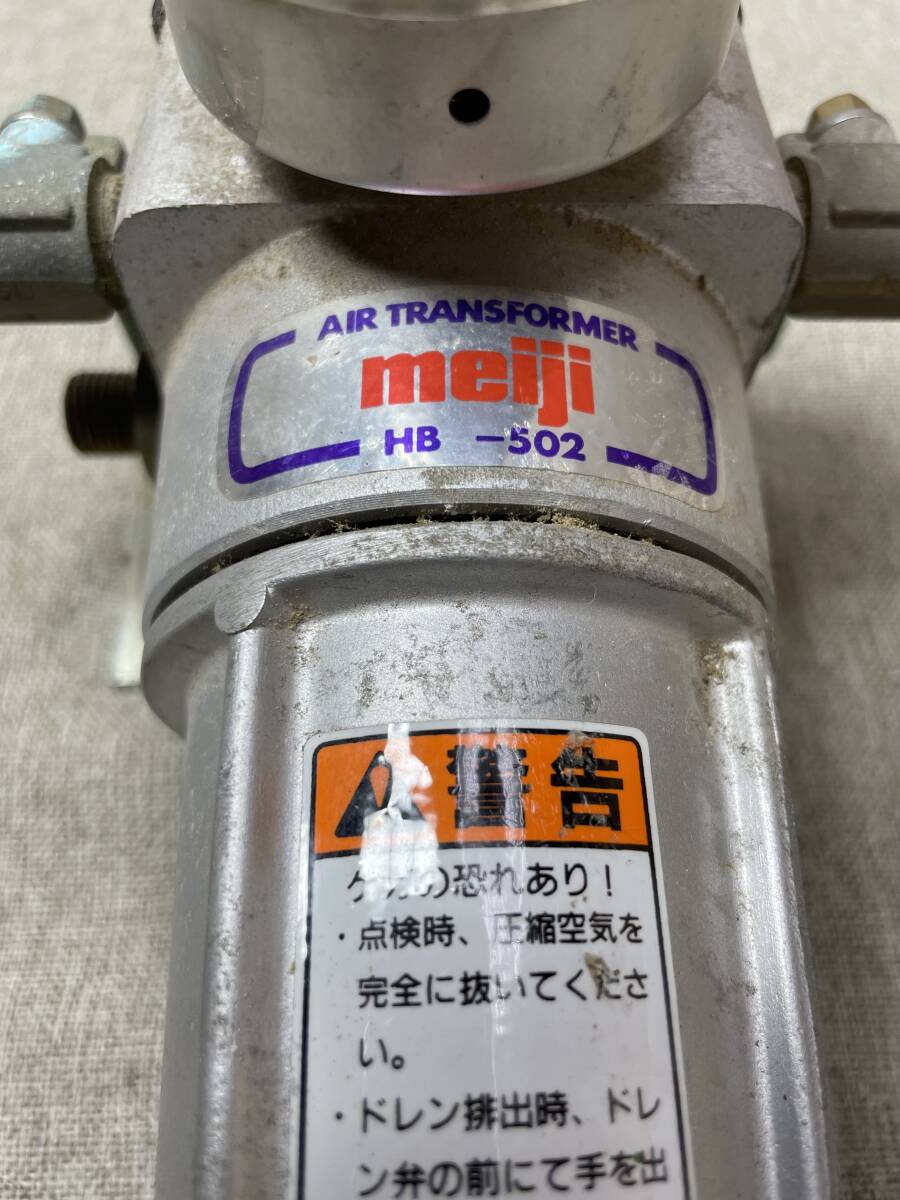 AIR TRANSFORMER
meiji
HB -502
警告
ケガの恐れあり！
・点検時、圧縮空気を
完全に抜いてくださ
い。
・ドレン排出時、ドレ
ン弁の前にて手を出